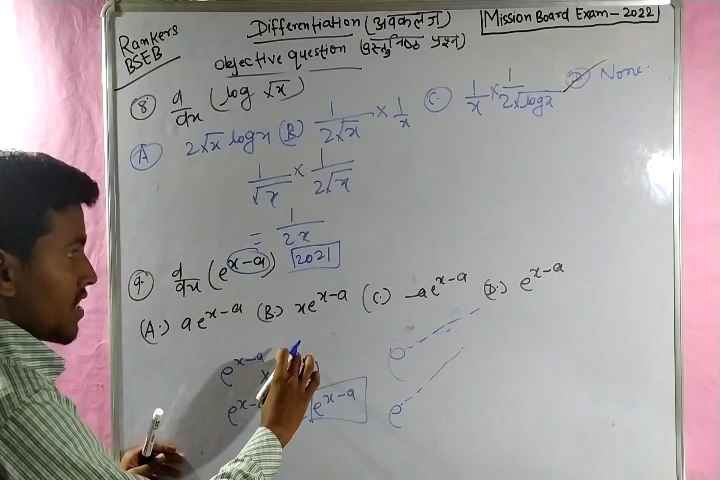 Rankers
BSEB
Differentiation (अवकलज)
Mission Board Exam-2022
objective question (वस्तुनिष्ठ प्रश्न)
(8) d/dx (log √x)
(A) 2√x logx (B) 1/2√x × 1/x (C) 1/x × 1/2√logx (D) None.
1/√x × 1/2√x
= 1/2x
9. d/dx (e^x-a) 2021
(A.) ae^x-a (B.) xe^x-a (C.) -ae^x-a (D.) e^x-a
e^x-a
e^x-a
e
e